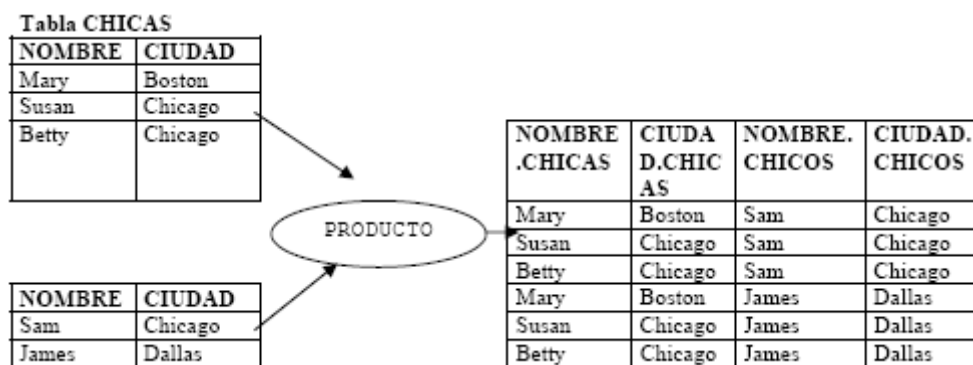 Tabla CHICAS
NOMBRE CIUDAD
Mary Boston
Susan Chicago
Betty Chicago
NOMBRE CIUDAD
Sam Chicago
James Dallas
PRODUCTO
NOMBRE CIUDA NOMBRE. CIUDAD.
.CHICAS D.CHIC CHICOS CHICOS
AS
Mary Boston Sam Chicago
Susan Chicago Sam Chicago
Betty Chicago Sam Chicago
Mary Boston James Dallas
Susan Chicago James Dallas
Betty Chicago James Dallas